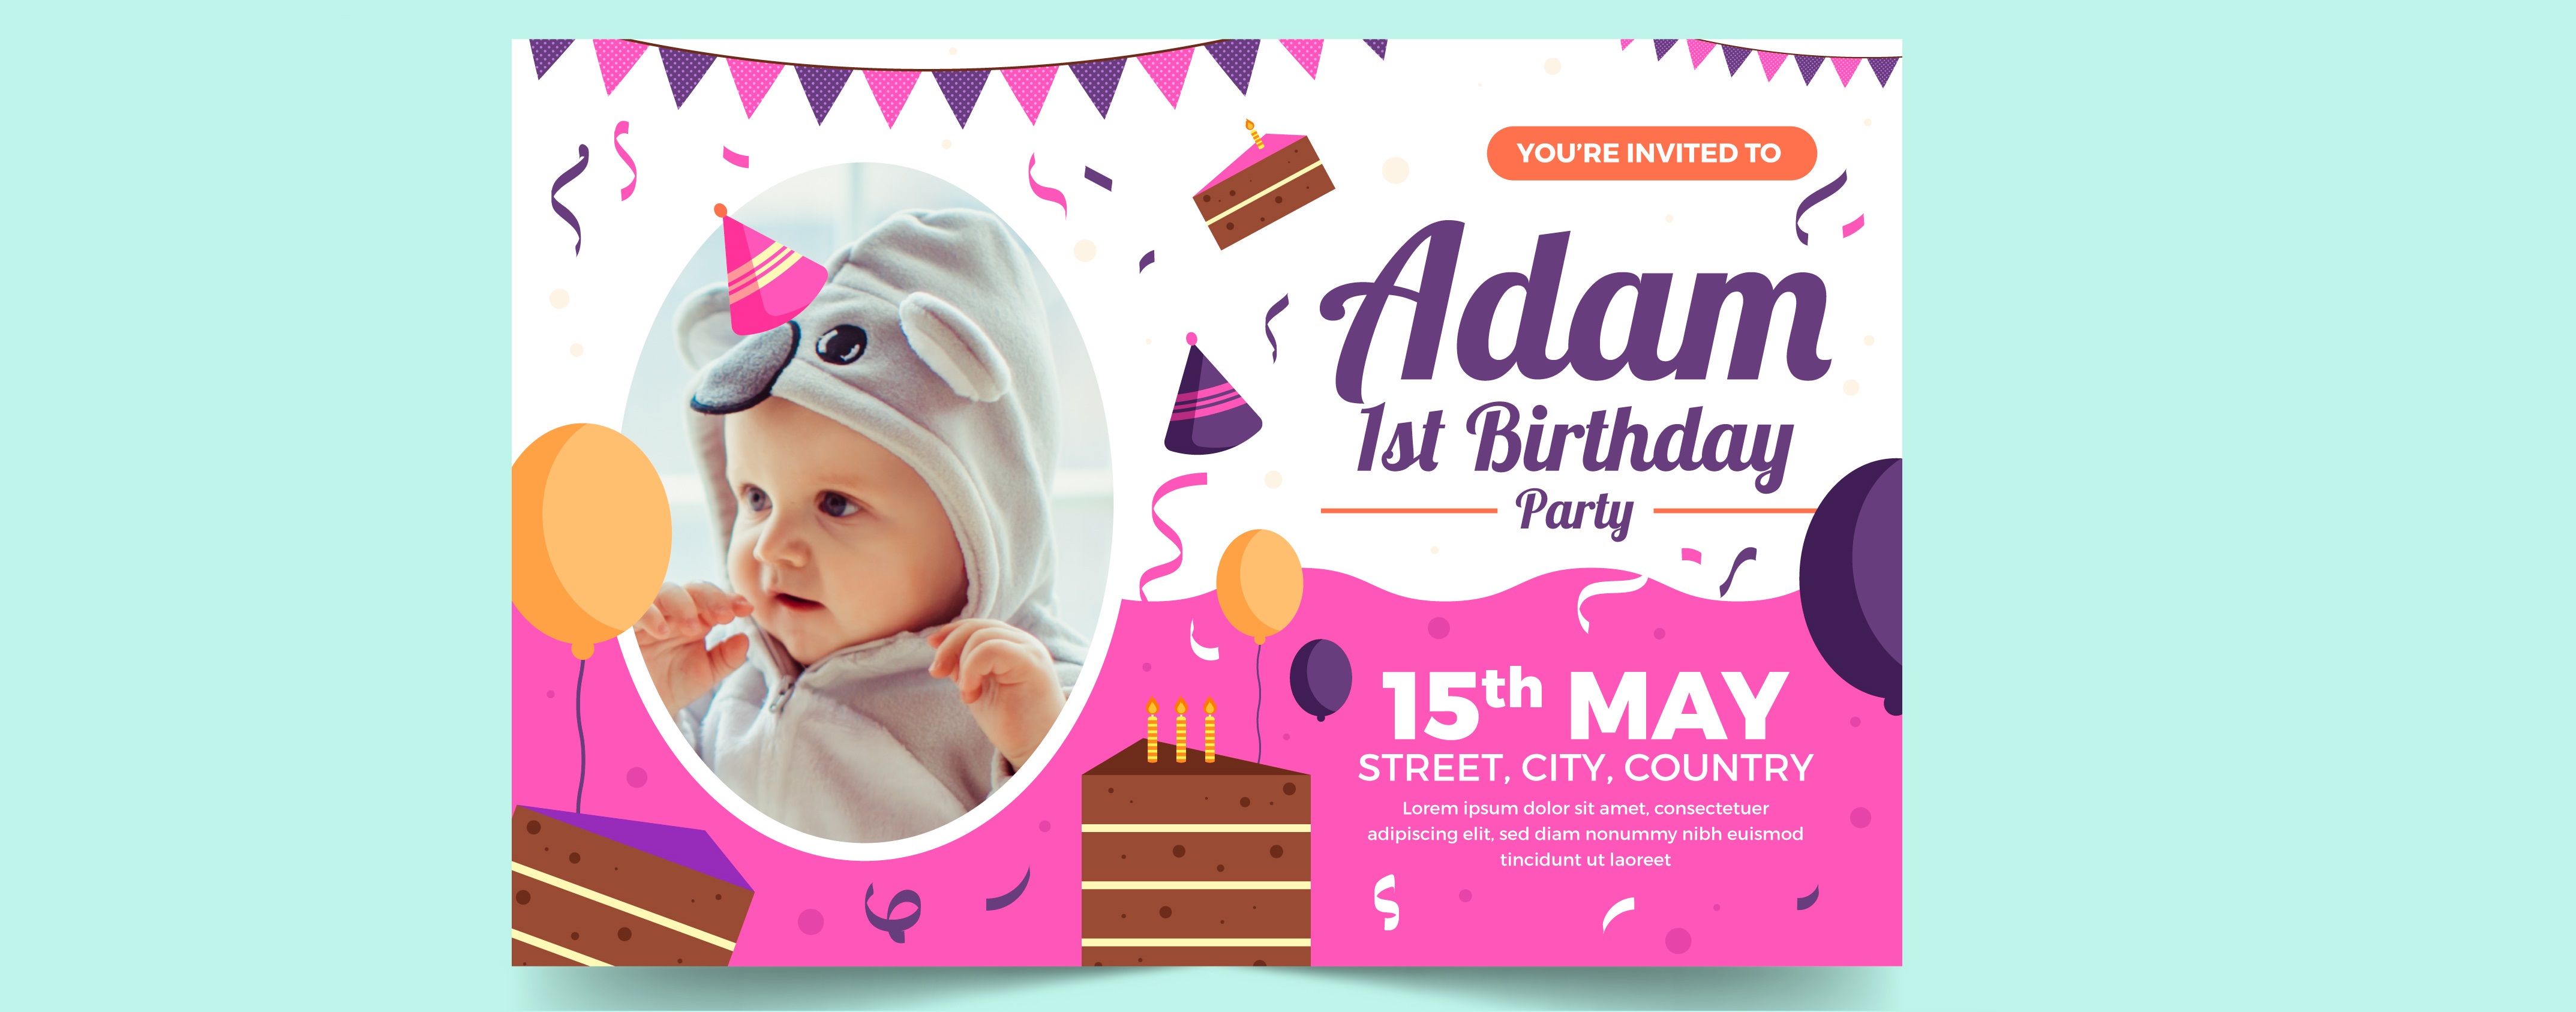 YOU’RE INVITED TO
Adam
1st Birthday
Party
15th MAY
STREET, CITY, COUNTRY
Lorem ipsum dolor sit amet, consectetuer
adipiscing elit, sed diam nonummy nibh euismod
tincidunt ut laoreet